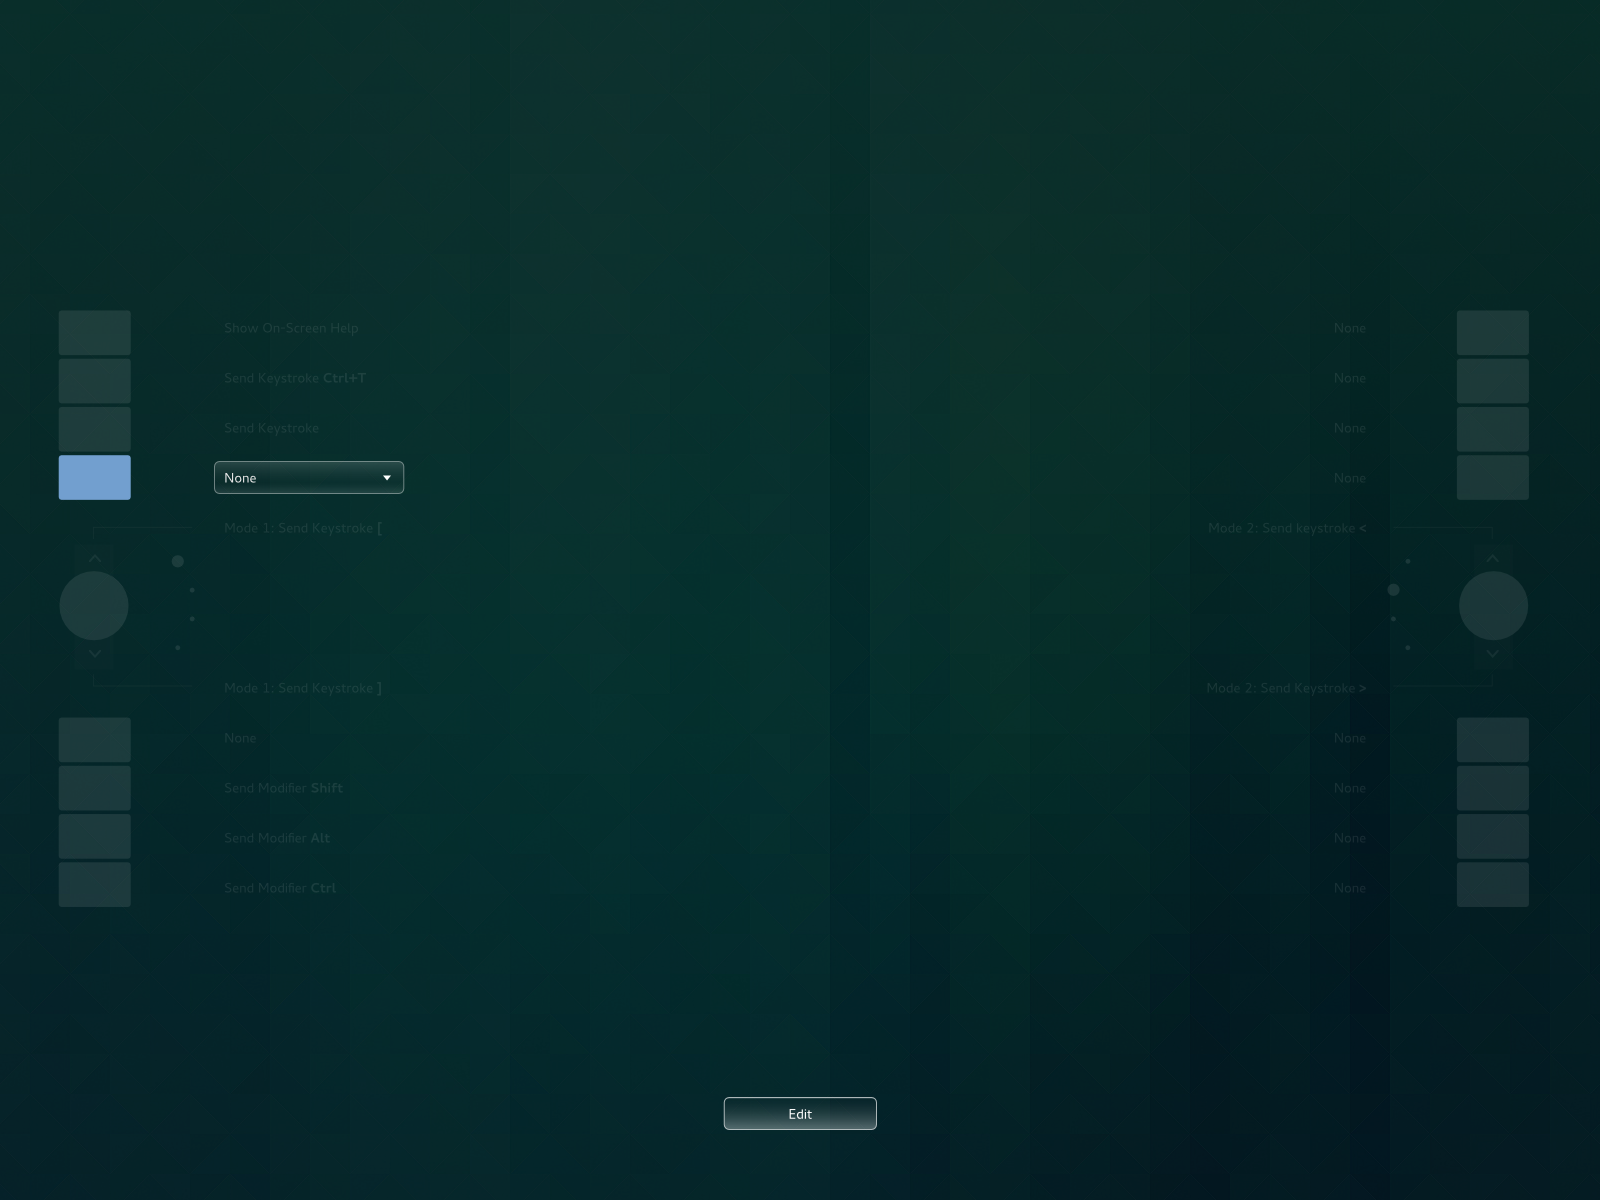 Show On-Screen Help
None
Send Keystroke Ctrl+T
None
Send Keystroke
None
None
None
Mode 1: Send Keystroke [
Mode 2: Send keystroke <
Mode 1: Send Keystroke ]
Mode 2: Send Keystroke >
None
None
Send Modifier Shift
None
Send Modifier Alt
None
Send Modifier Ctrl
None
Edit